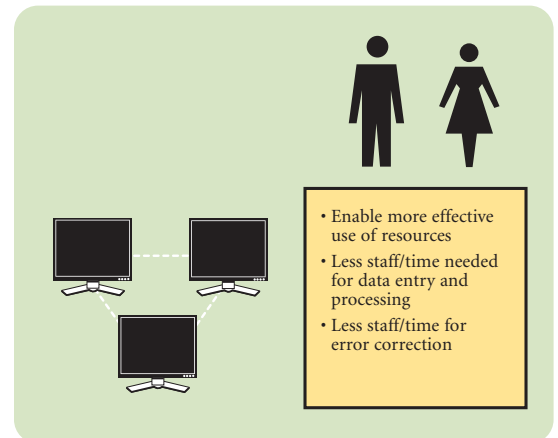 • Enable more effective
use of resources
• Less staff/time needed
for data entry and
processing
• Less staff/time for
error correction